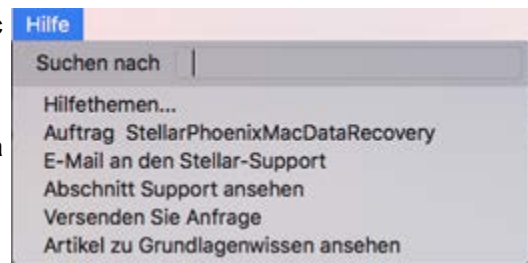 Hilfe
Suchen nach
Hilfethemen...
Auftrag StellarPhoenixMacDataRecovery
E-Mail an den Stellar-Support
Abschnitt Support ansehen
Versenden Sie Anfrage
Artikel zu Grundlagenwissen ansehen